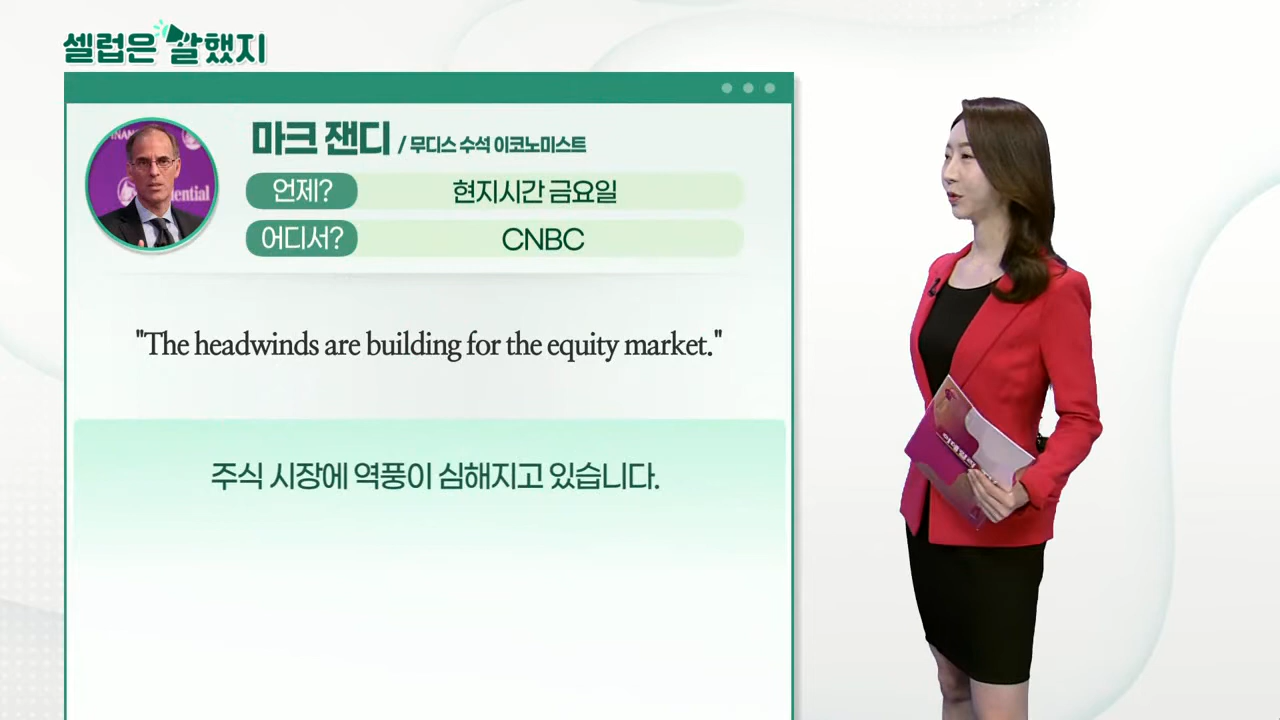 셀럽은 말했지
마크 잰디 / 무디스 수석 이코노미스트
언제? 현지시간 금요일
어디서? CNBC
"The headwinds are building for the equity market."
주식 시장에 역풍이 심해지고 있습니다.